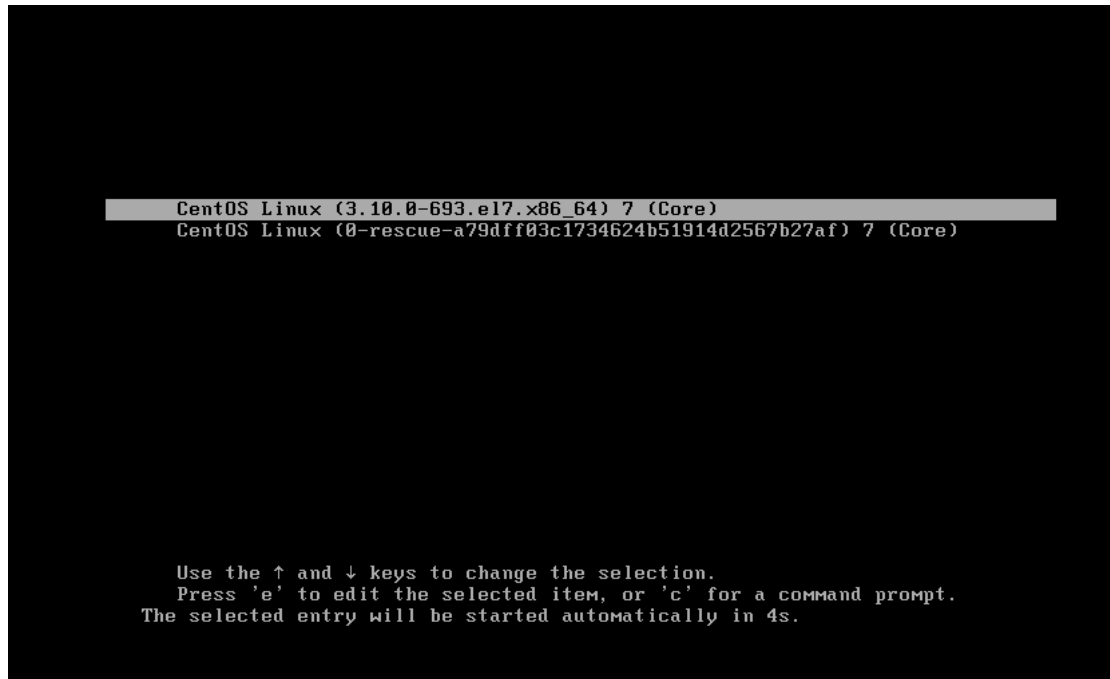 CentOS Linux (3.10.0-693.el7.x86_64) 7 (Core)
CentOS Linux (0-rescue-a79dff03c1734624b51914d2567b27af) 7 (Core)
Use the ↑ and ↓ keys to change the selection.
Press 'e' to edit the selected item, or 'c' for a command prompt.
The selected entry will be started automatically in 4s.